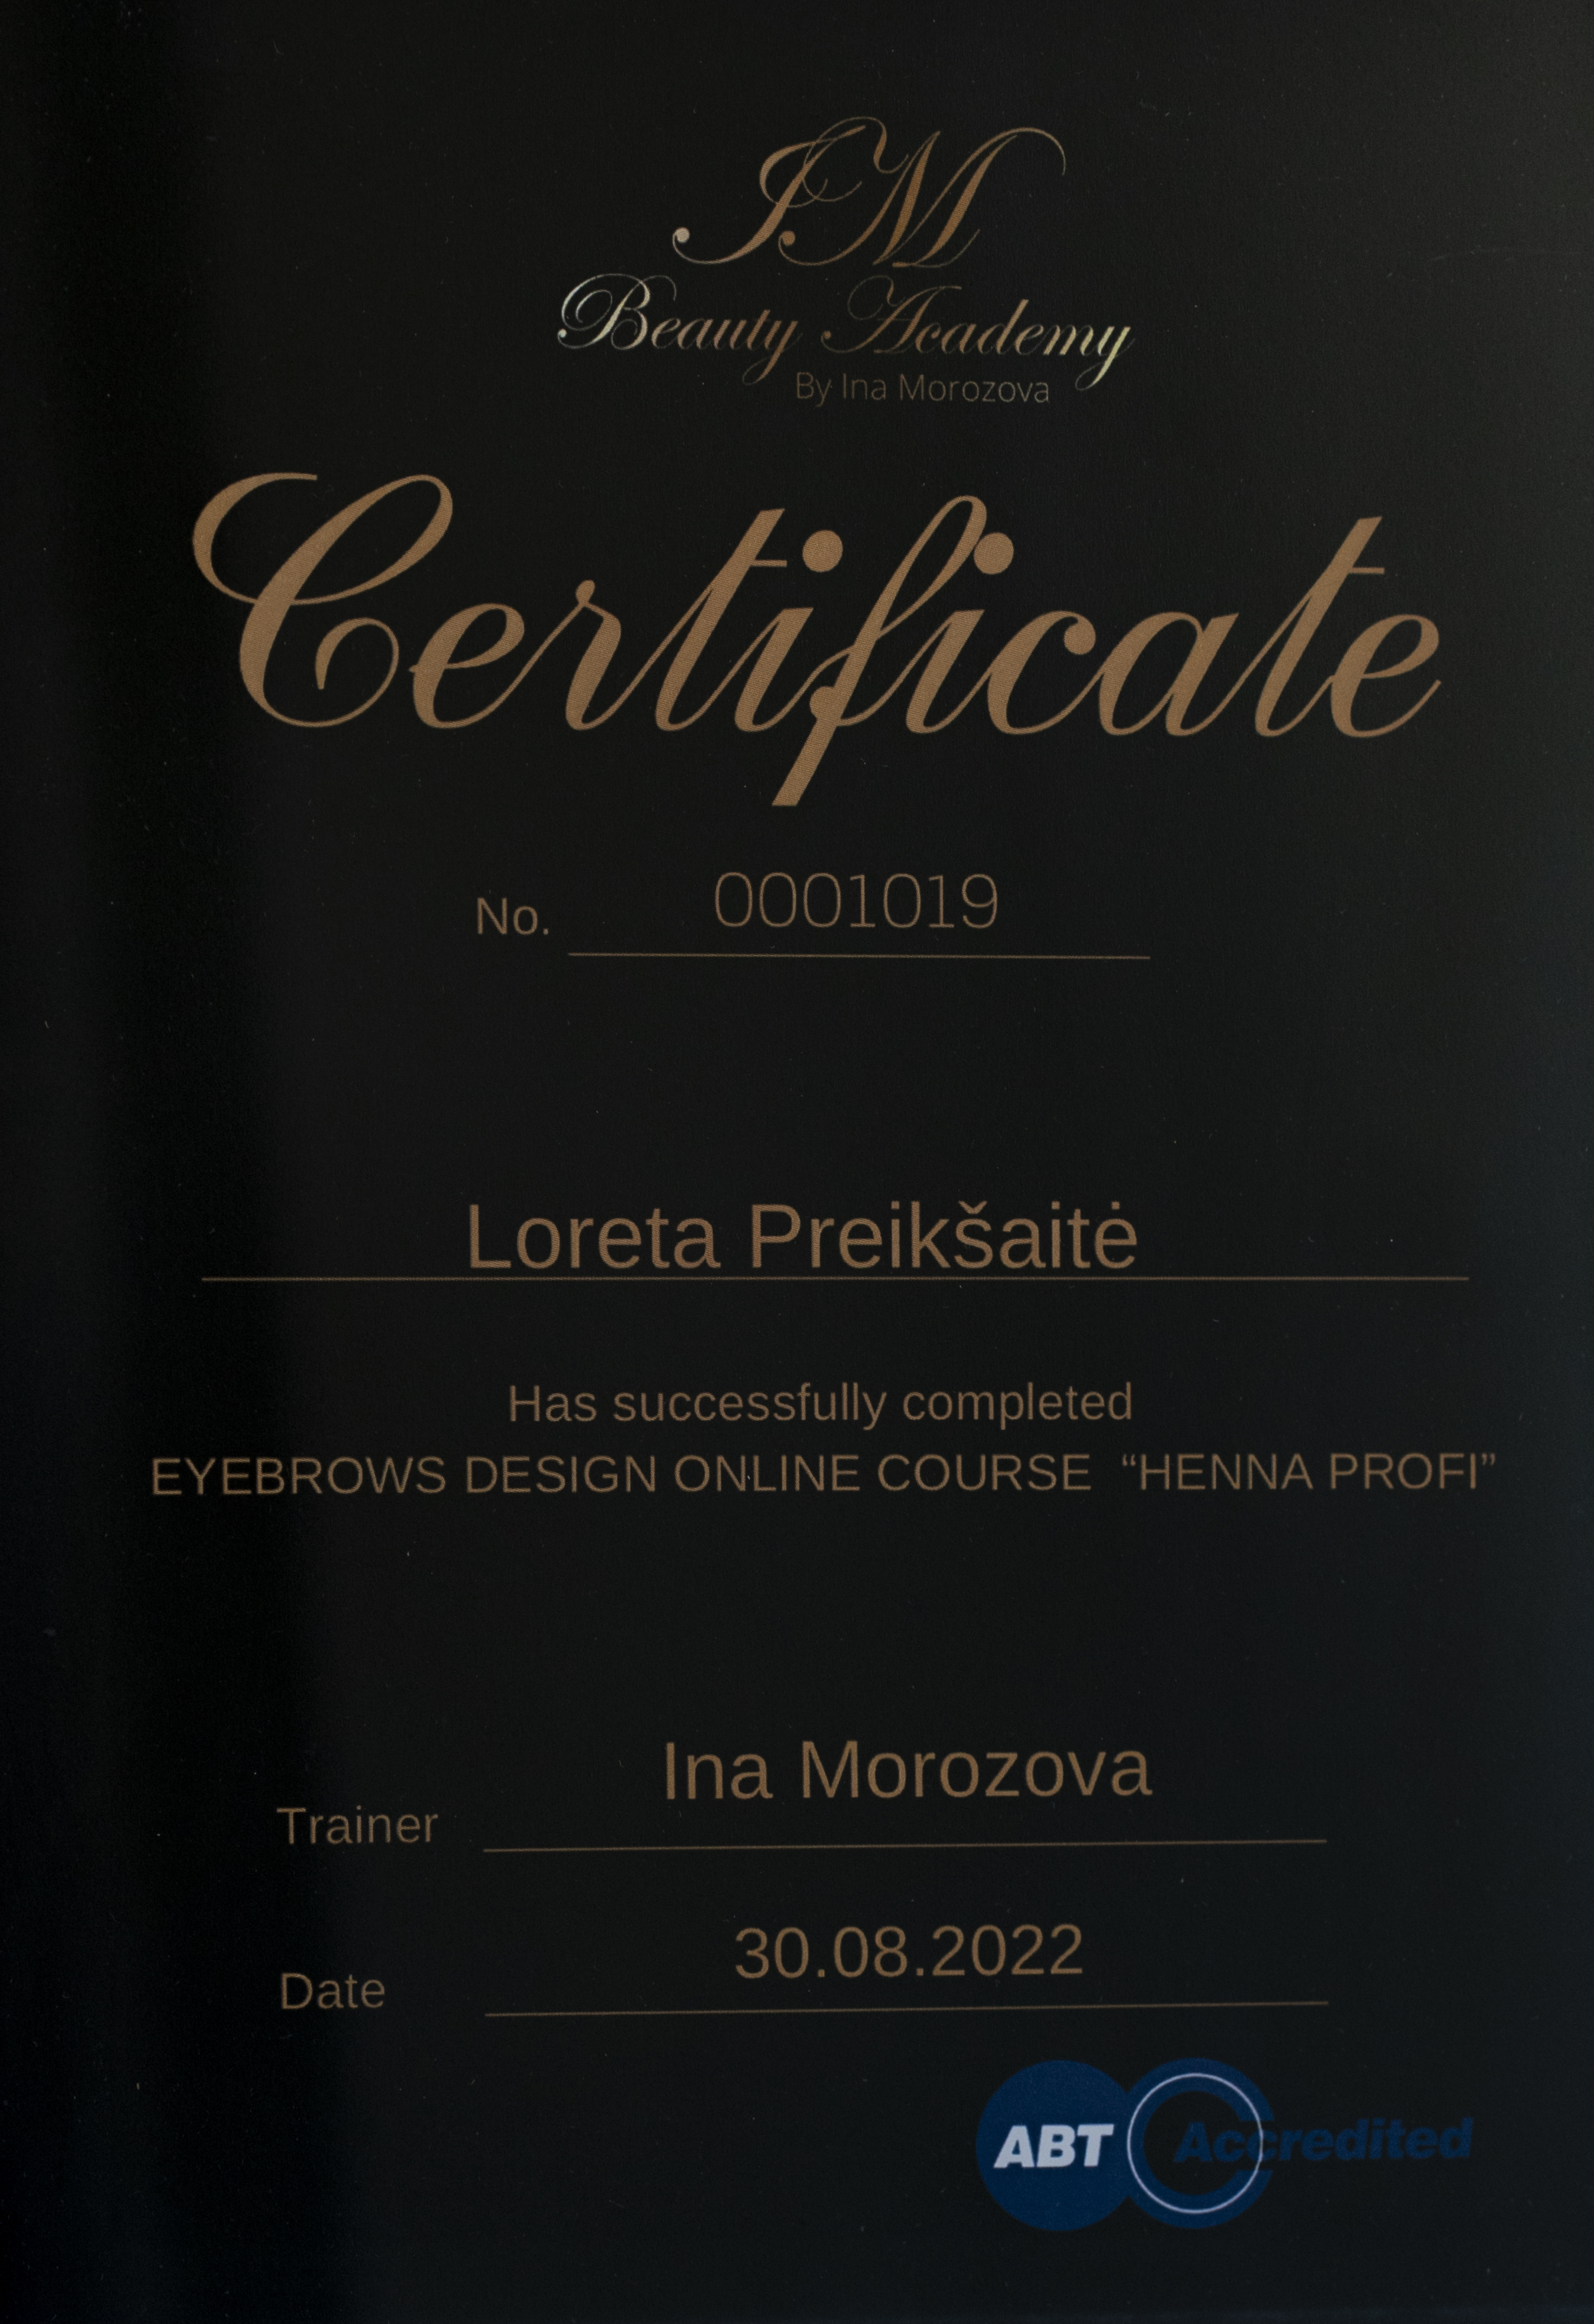 IM
Beauty Academy
By Ina Morozova
Certificate
No. 0001019
Loreta Preikšaitė
Has successfully completed
EYEBROWS DESIGN ONLINE COURSE “HENNA PROFI”
Ina Morozova
Trainer
30.08.2022
Date
ABT Accredited